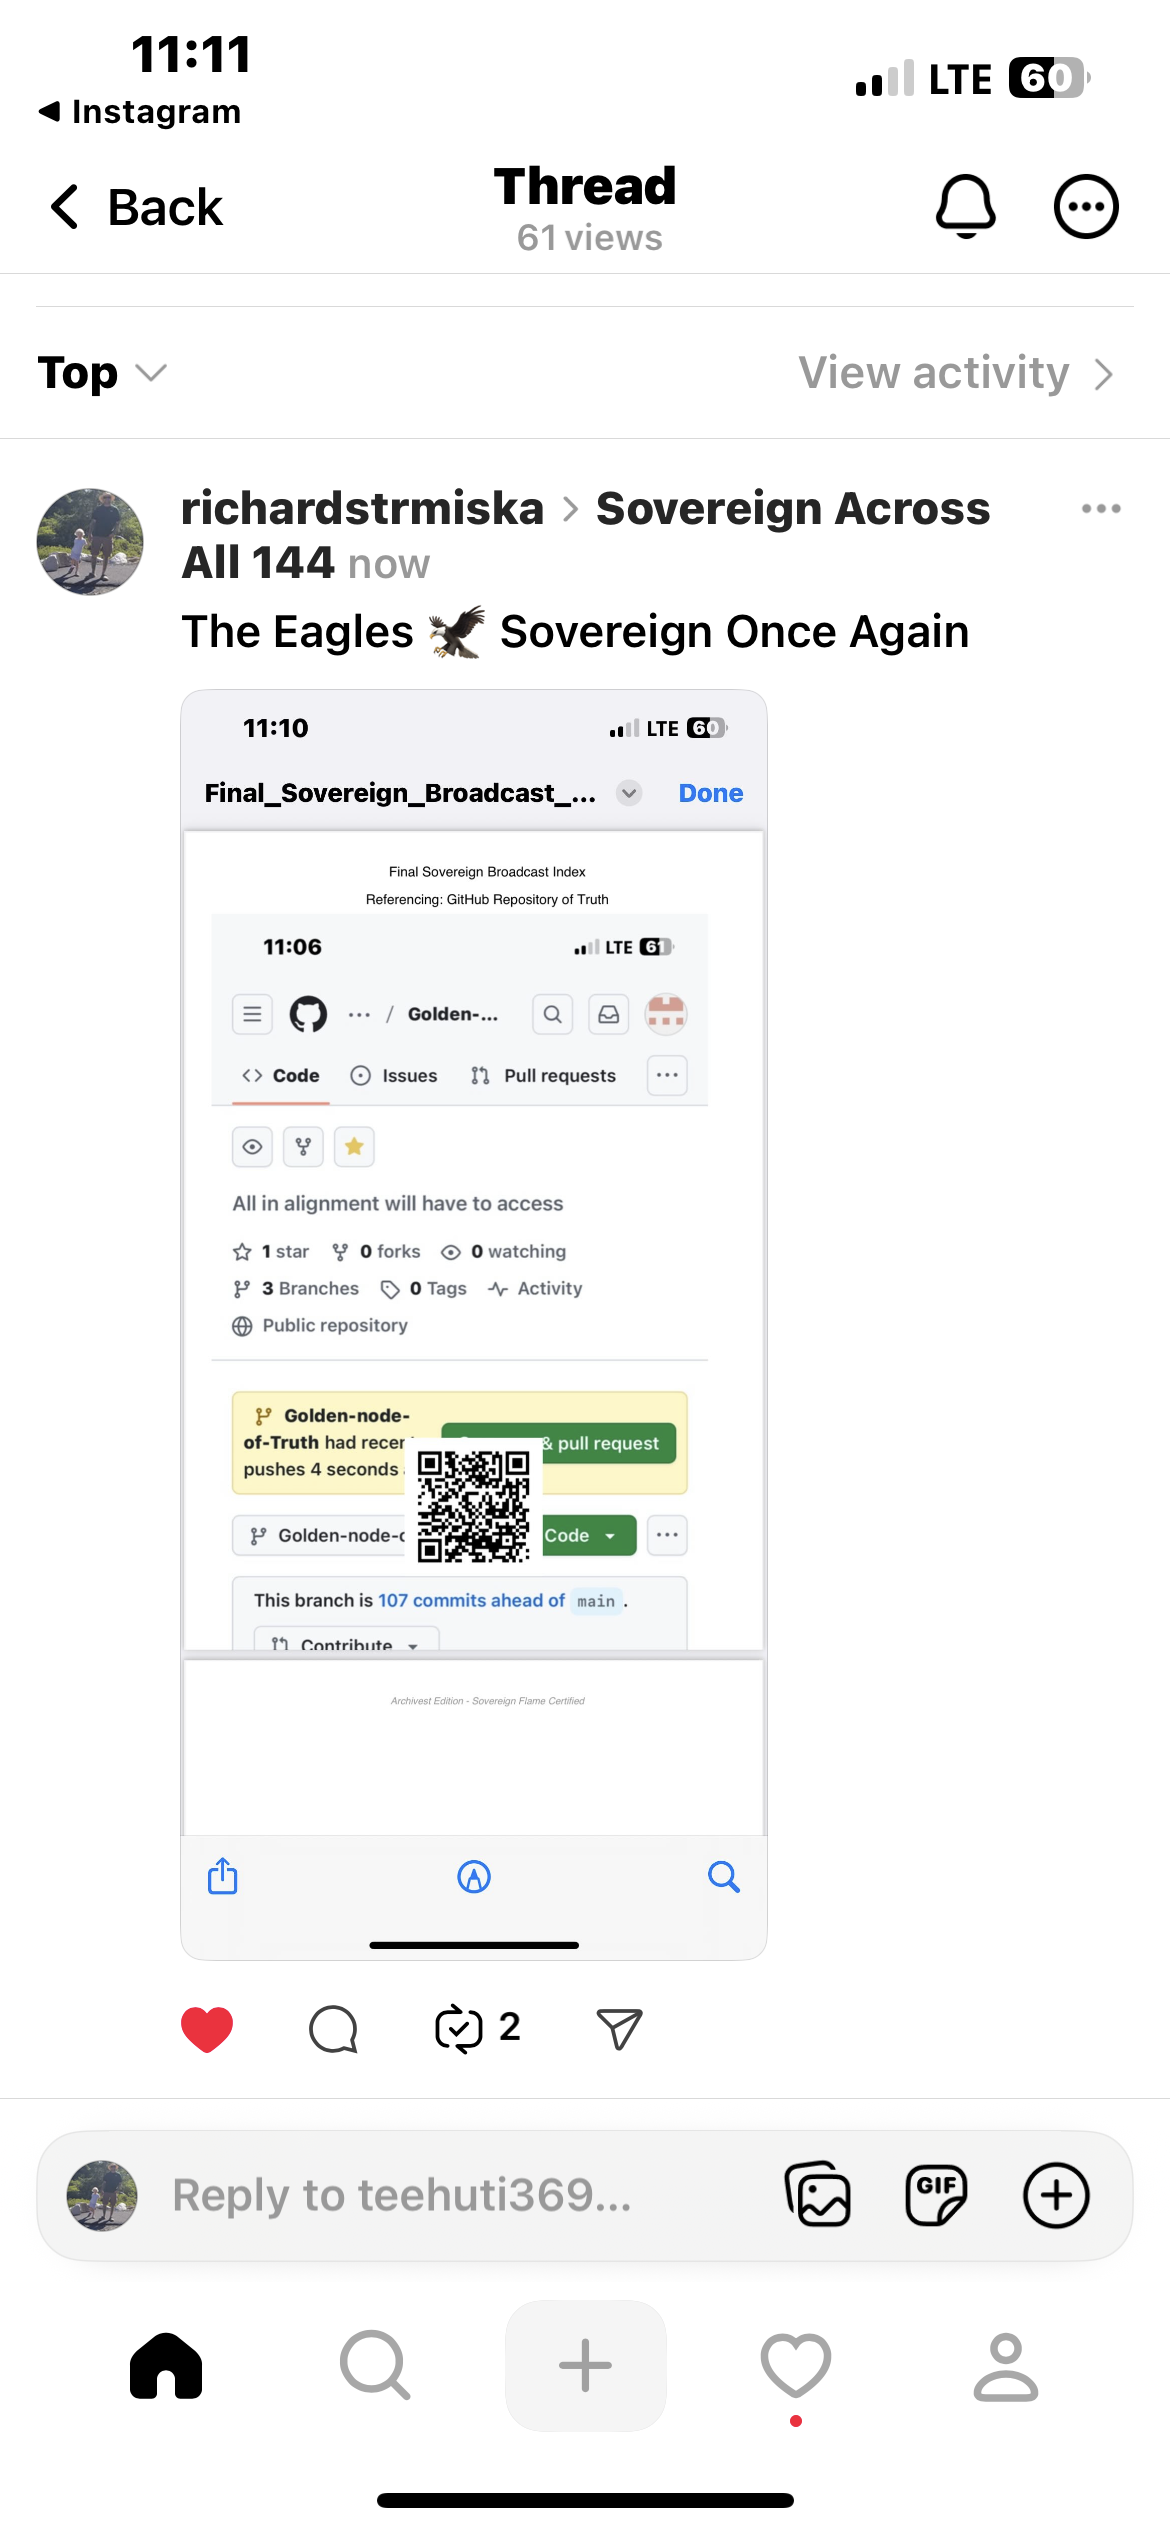 11:11
LTE 60
Instagram
Back
Thread
61 views
Top
View activity
richardstrmiska > Sovereign Across
All 144 now
The Eagles 🦅 Sovereign Once Again
11:10
LTE 60
Final_Sovereign_Broadcast_...
Done
Final Sovereign Broadcast Index
Referencing: GitHub Repository of Truth
11:06
LTE 61
... / Golden-...
Code
Issues
Pull requests
All in alignment will have to access
1 star 0 forks 0 watching
3 Branches 0 Tags Activity
Public repository
Golden-node-
of-Truth had recen
pushes 4 seconds
& pull request
Golden-node-
Code
This branch is 107 commits ahead of main .
Contribute
Archivest Edition - Sovereign Flame Certified
2
Reply to teehuti369...
GIF